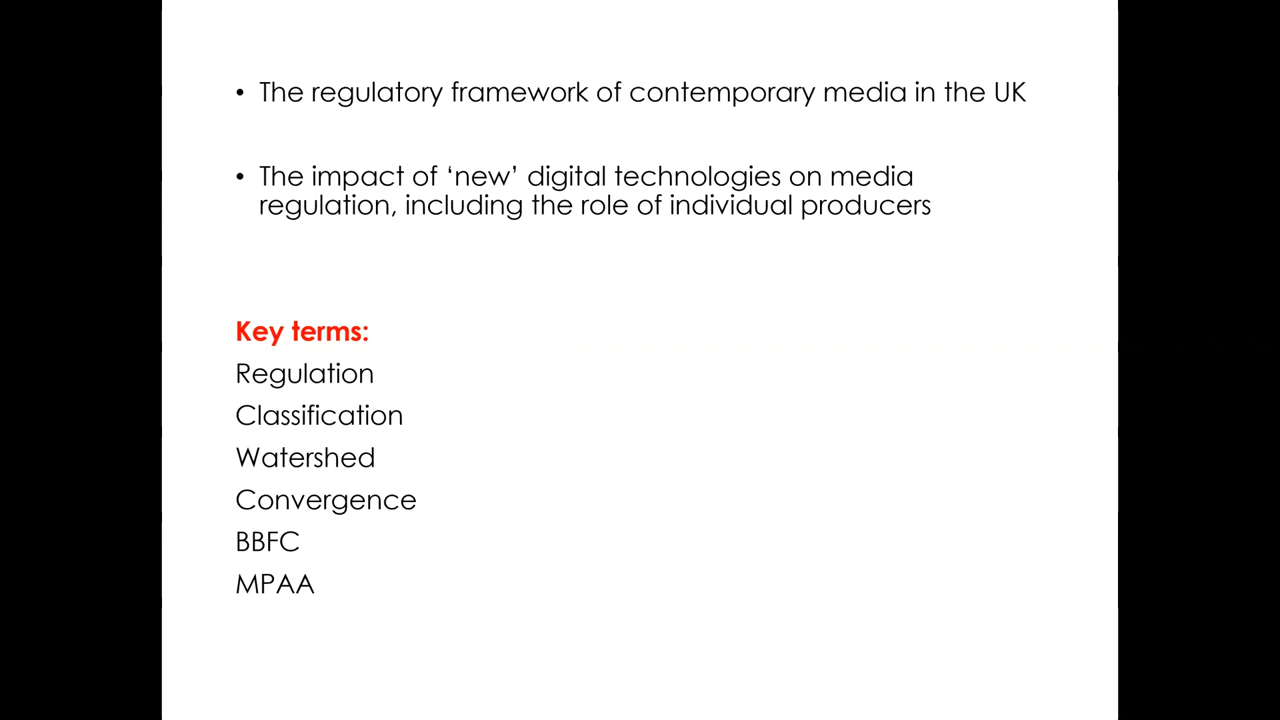 • The regulatory framework of contemporary media in the UK
• The impact of ‘new’ digital technologies on media
regulation, including the role of individual producers
Key terms:
Regulation
Classification
Watershed
Convergence
BBFC
MPAA